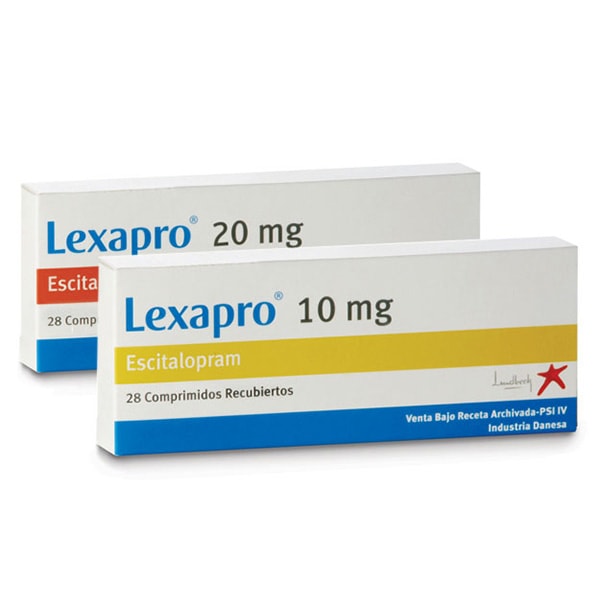 Lexapro® 20 mg
Escita
28 Comp
Lexapro® 10 mg
Escitalopram
28 Comprimidos Recubiertos
Lundbeck
Venta Bajo Receta Archivada-PSI IV
Industria Danesa